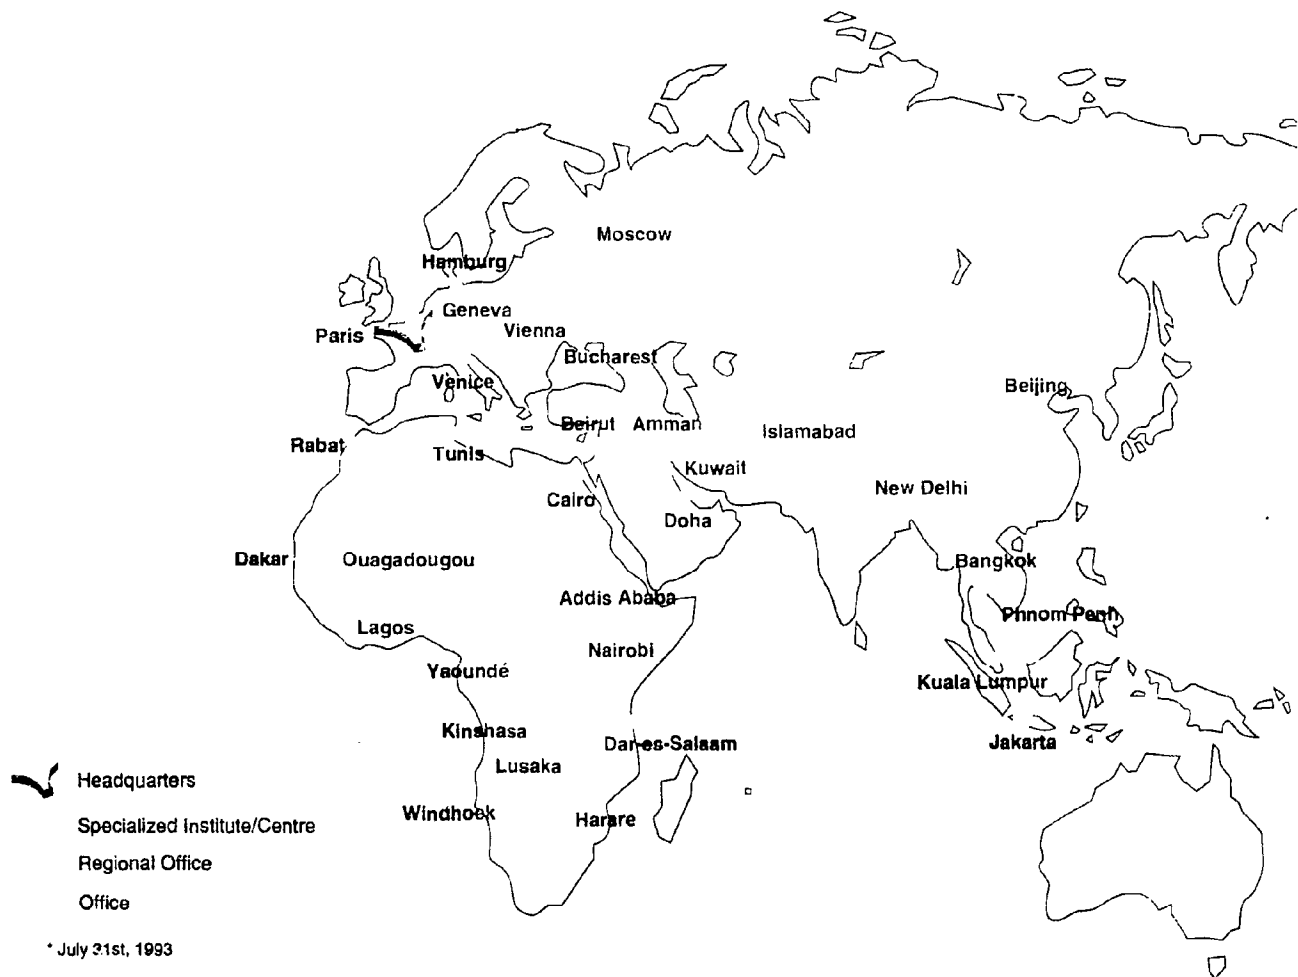 Moscow
Hamburg
Geneva
Paris
Vienna
Bucharest
Venice
Beijing
Beirut
Amman
Islamabad
Rabat
Tunis
Kuwait
New Delhi
Cairo
Doha
Dakar
Ouagadougou
Bangkok
Addis Ababa
Phnom Penh
Lagos
Nairobi
Yaoundé
Kuala Lumpur
Kinshasa
Dar-es-Salaam
Jakarta
Lusaka
Headquarters
Windhoek
Harare
Specialized Institute/Centre
Regional Office
Office
* July 31st, 1993